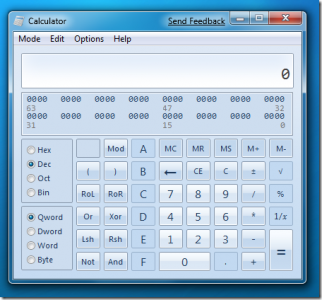 Calculator Send Feedback
Mode Edit Options Help
0
0000 0000 0000 0000 0000 0000 0000 0000
63 47 32
0000 0000 0000 0000 0000 0000 0000 0000
31 15 0
Hex Mod A MC MR MS M+ M-
Dec ( ) B ← CE C ± √
Oct RoL RoR C 7 8 9 / %
Bin
Qword Or Xor D 4 5 6 * 1/x
Dword Lsh Rsh E 1 2 3 - =
Word
Byte Not And F 0 . +